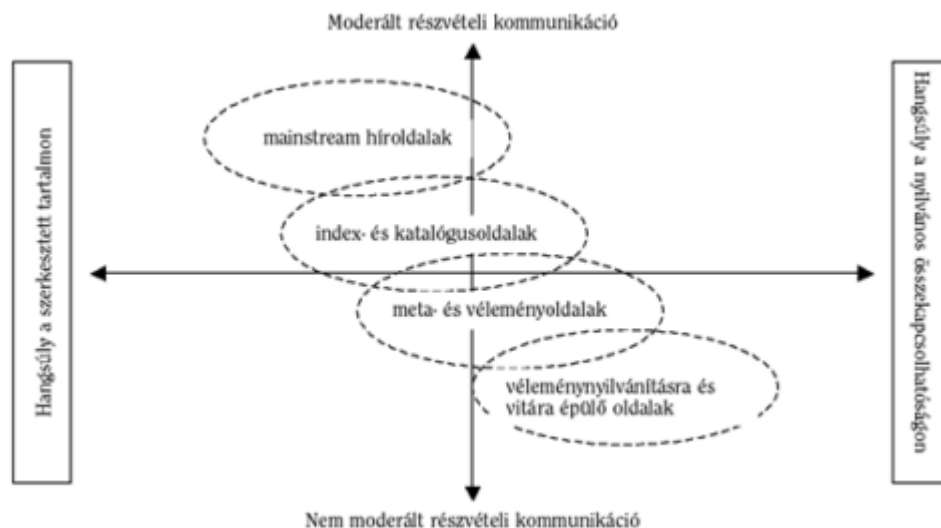 Moderált részvételi kommunikáció
Hangsúly a szerkesztett tartalmon
mainstream híroldalak
index- és katalógusoldalak
meta- és véleményoldalak
véleménynyilvánításra és
vitára épülő oldalak
Hangsúly a nyilvános összekapcsolhatóságon
Nem moderált részvételi kommunikáció